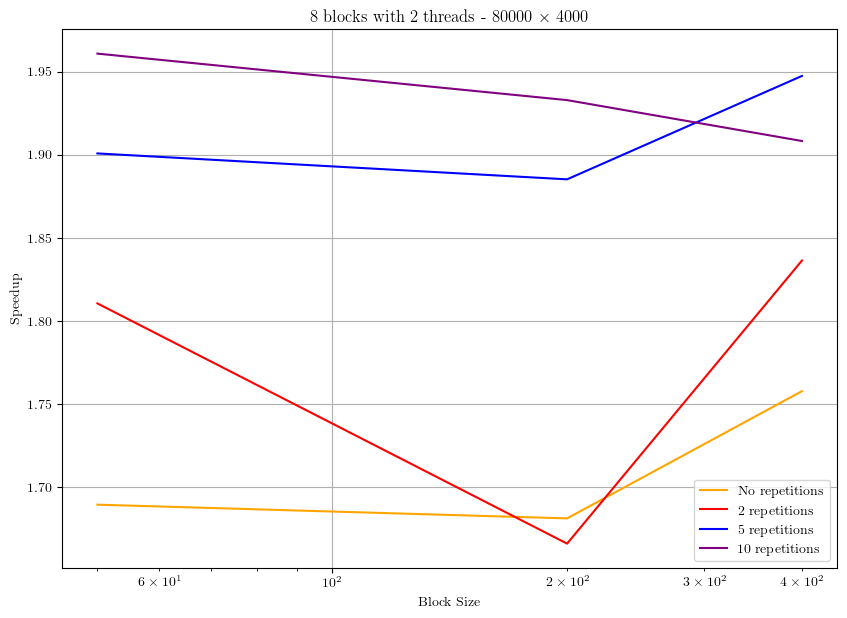 8 blocks with 2 threads - 80000 × 4000
Speedup
1.95
1.90
1.85
1.80
1.75
1.70
No repetitions
2 repetitions
5 repetitions
10 repetitions
6 × 10¹
10²
2 × 10²
3 × 10²
4 × 10²
Block Size